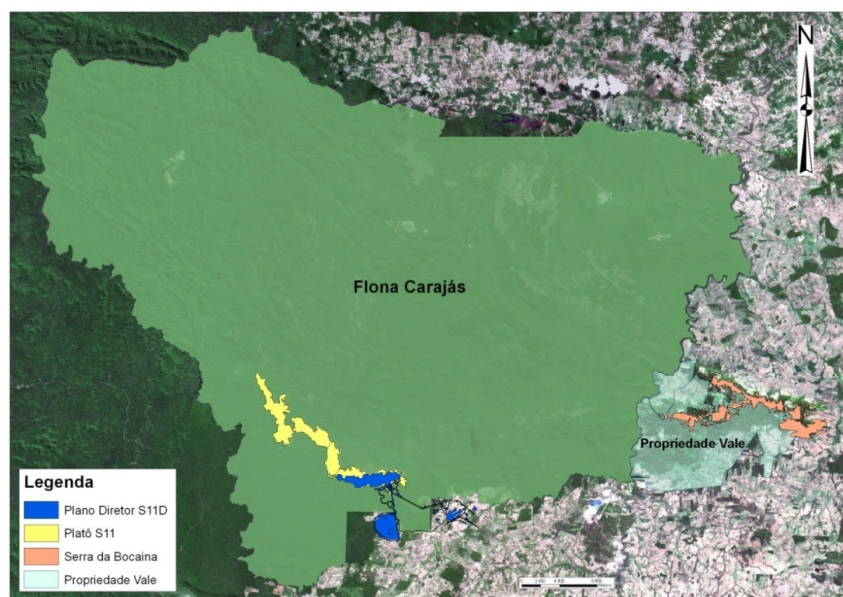 N
Flona Carajás
Propriedade Vale
Legenda
Plano Diretor S11D
Platô S11
Serra da Bocaina
Propriedade Vale